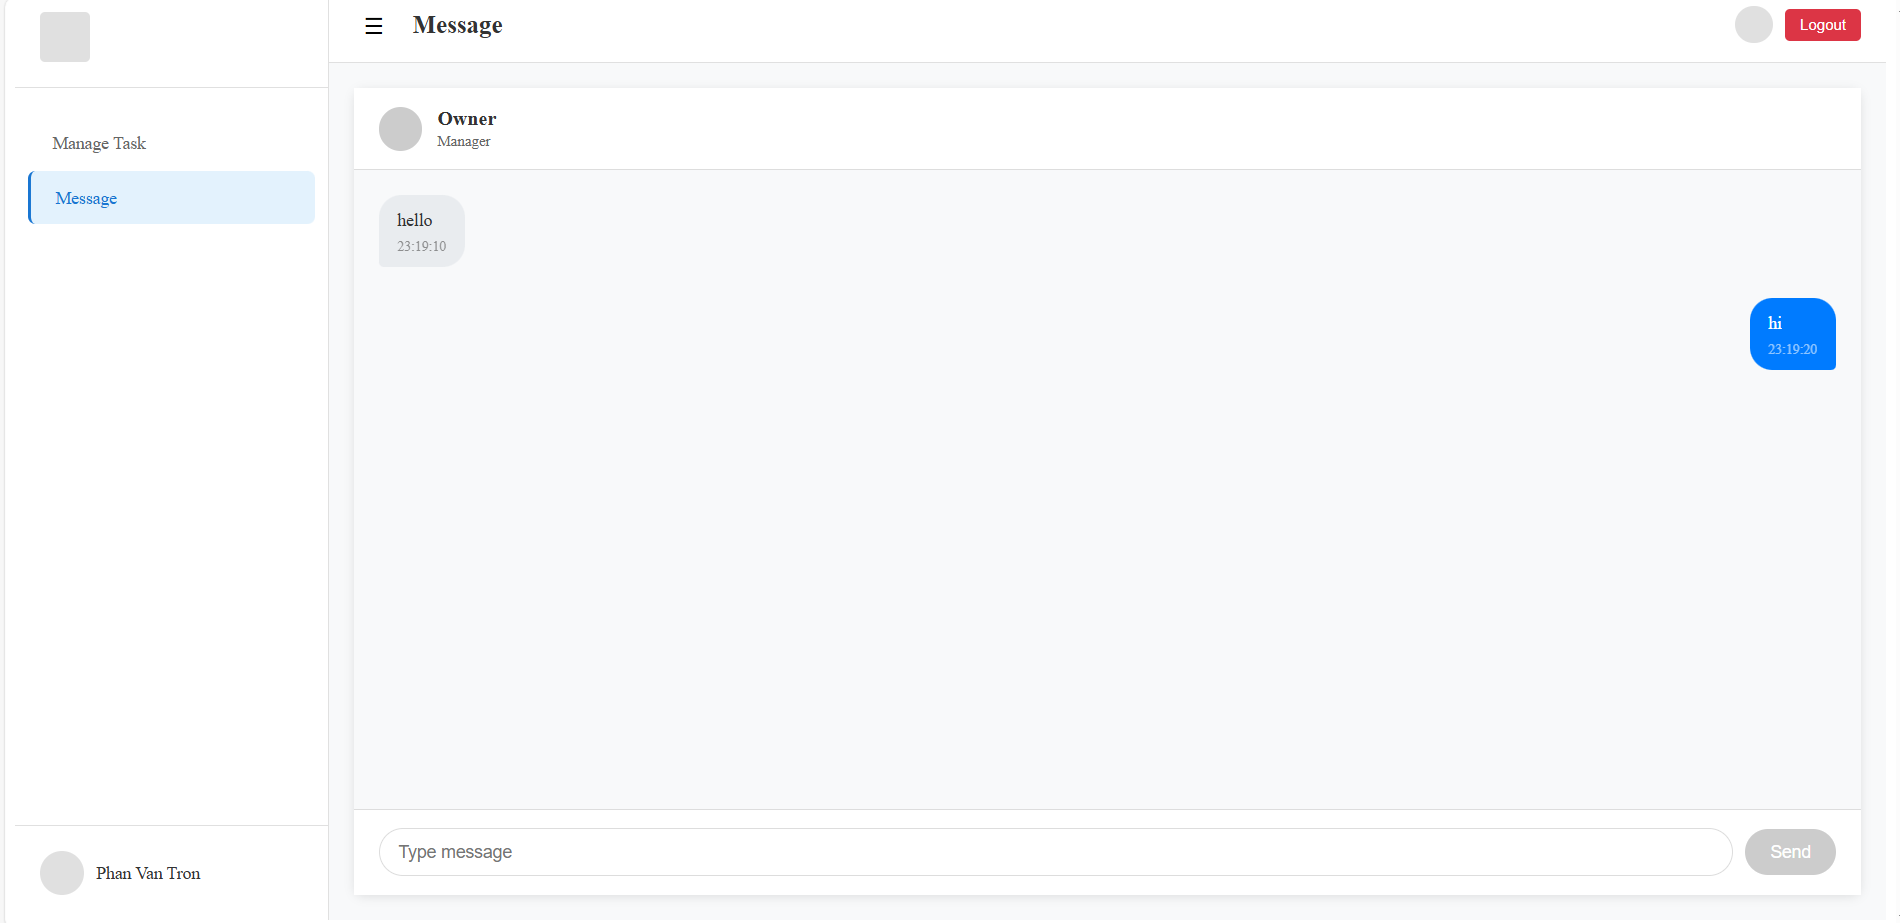 ☰ Message
Logout
Manage Task
Message
Owner
Manager
hello
23:19:10
hi
23:19:20
Type message
Send
Phan Van Tron